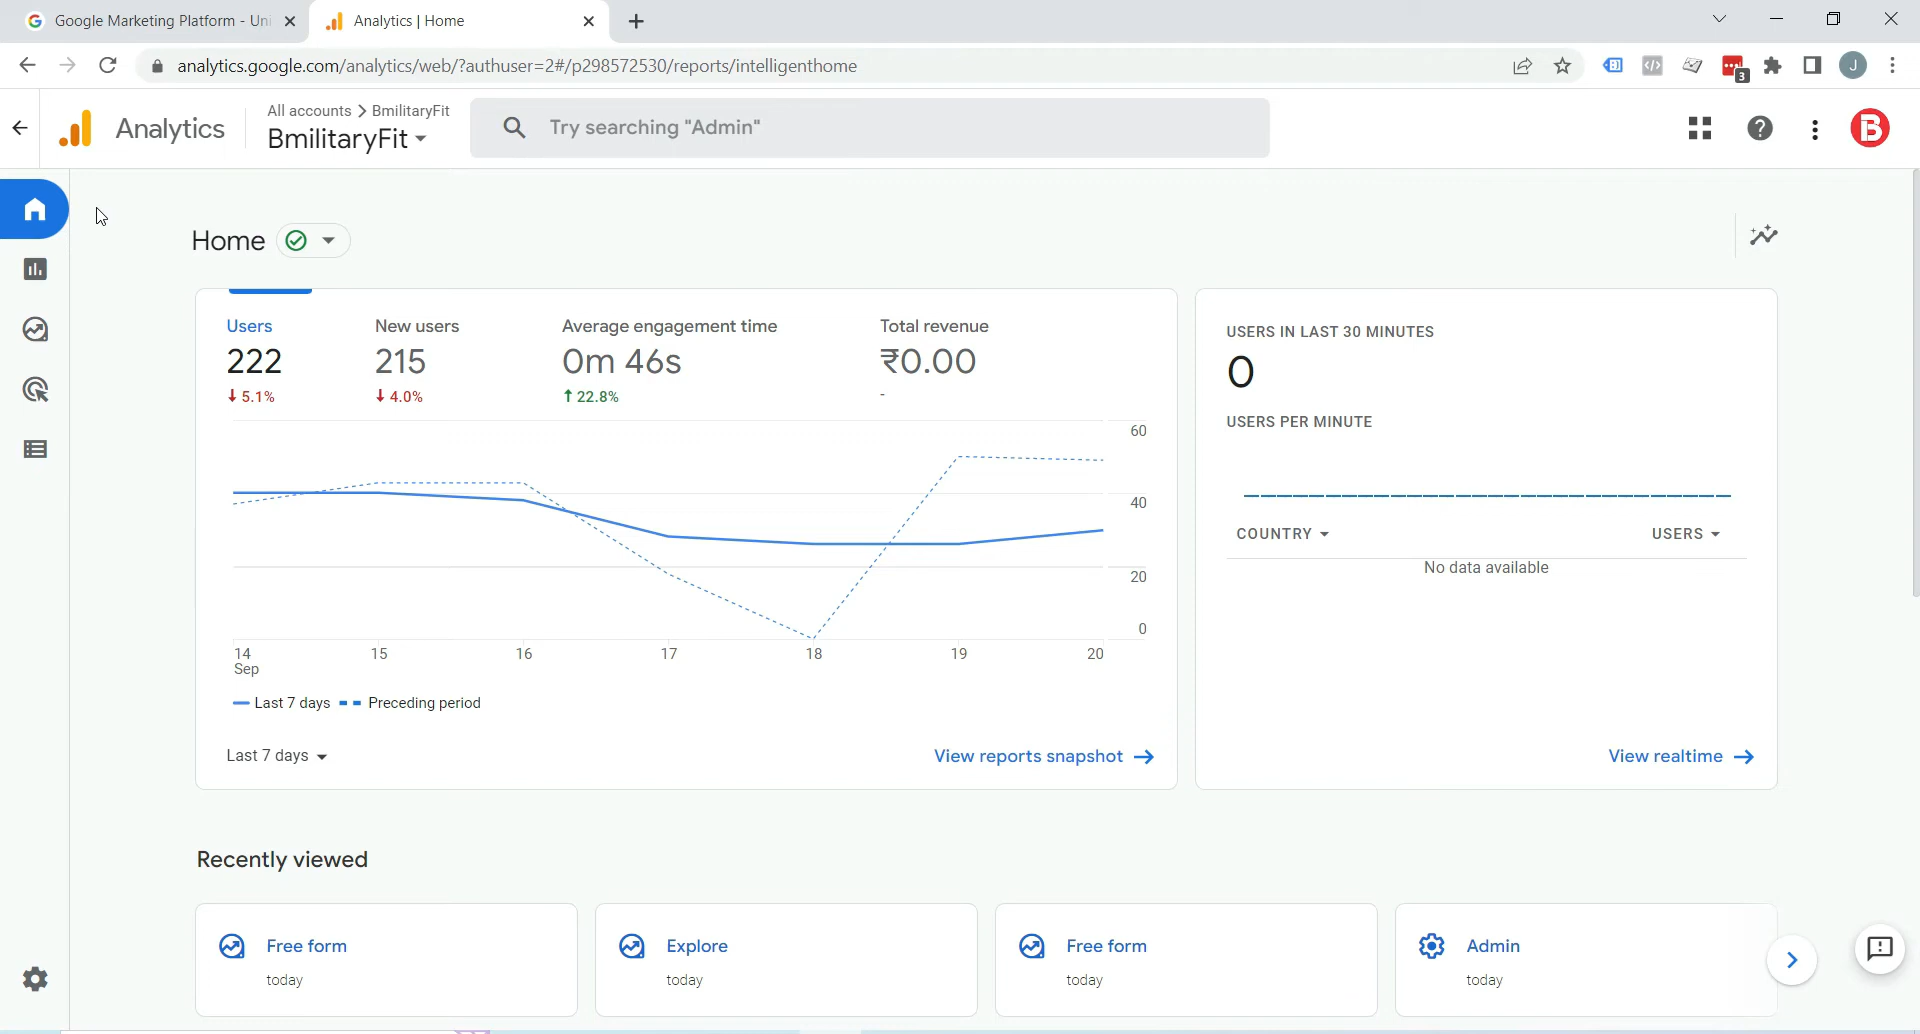 Google Marketing Platform - Uni
Analytics | Home
analytics.google.com/analytics/web/?authuser=2#/p298572530/reports/intelligenthome
3
J
Analytics
All accounts > BmilitaryFit
BmilitaryFit
Try searching "Admin"
B
Home
Users
New users
Average engagement time
Total revenue
222
215
0m 46s
₹0.00
↓ 5.1%
↓ 4.0%
↑ 22.8%
-
60
40
20
0
14
Sep
15
16
17
18
19
20
Last 7 days
Preceding period
Last 7 days
View reports snapshot
USERS IN LAST 30 MINUTES
0
USERS PER MINUTE
COUNTRY
USERS
No data available
View realtime
Recently viewed
Free form
today
Explore
today
Free form
today
Admin
today